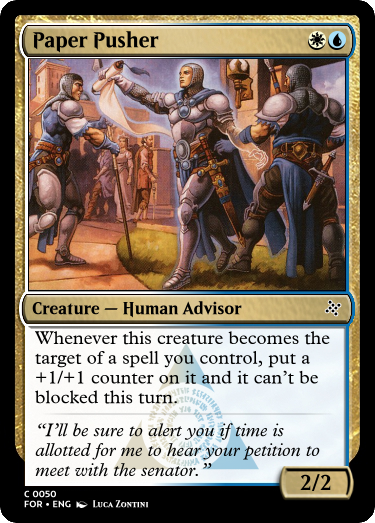 Paper Pusher
Creature — Human Advisor
Whenever this creature becomes the
target of a spell you control, put a
+1/+1 counter on it and it can't be
blocked this turn.
"I'll be sure to alert you if time is
allotted for me to hear your petition to
meet with the senator."
2/2
C 0050
FOR • ENG Luca Zontini